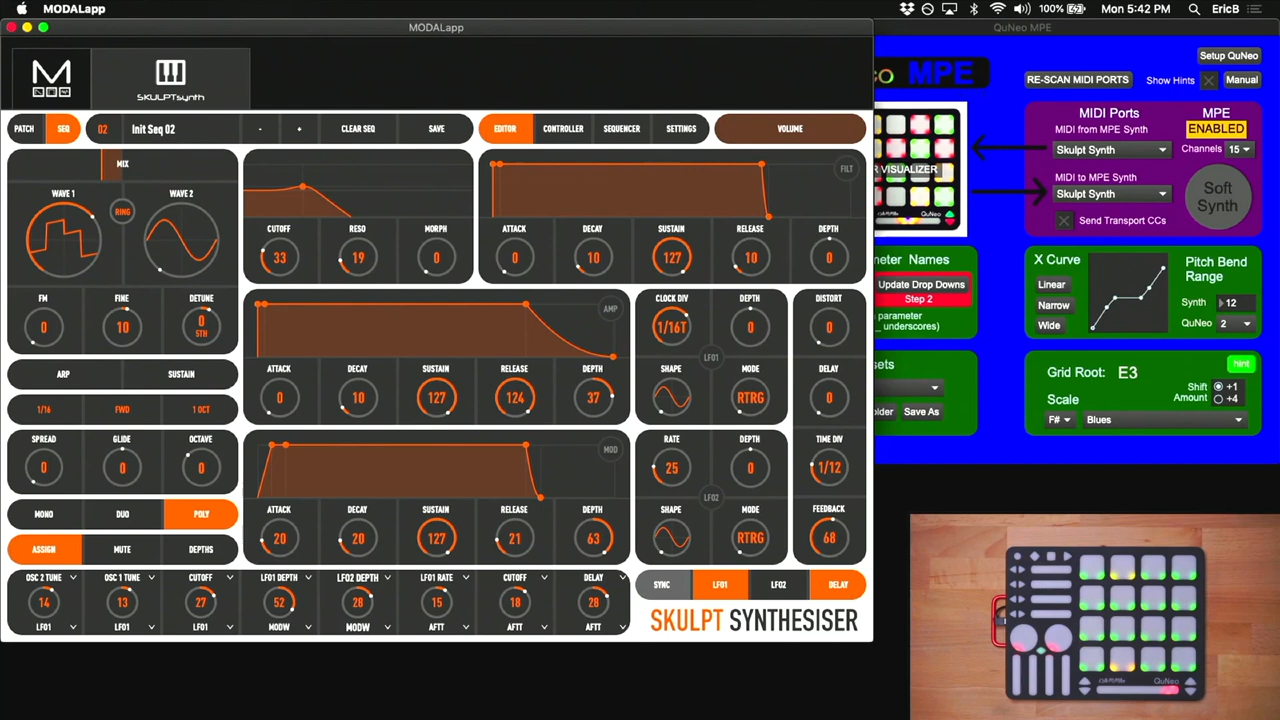 MODALapp
100%
Mon 5:42 PM
EricB
MODALapp
QuNeo MPE
SKULPTsynth
PATCH
SEQ
02
Init Seq 02
-
+
CLEAR SEQ
SAVE
EDITOR
CONTROLLER
SEQUENCER
SETTINGS
VOLUME
MIX
WAVE 1
RING
WAVE 2
FM
FINE
DETUNE
0
10
0
5TH
ARP
SUSTAIN
1/16
FWD
1 OCT
SPREAD
GLIDE
OCTAVE
0
0
0
MONO
DUO
POLY
ASSIGN
MUTE
DEPTHS
CUTOFF
RESO
MORPH
33
19
0
FILT
ATTACK
DECAY
SUSTAIN
RELEASE
DEPTH
0
10
127
10
0
AMP
ATTACK
DECAY
SUSTAIN
RELEASE
DEPTH
0
10
127
124
37
MOD
ATTACK
DECAY
SUSTAIN
RELEASE
DEPTH
20
20
127
21
63
CLOCK DIV
DEPTH
1/16T
0
LFO1
SHAPE
MODE
RTRG
RATE
DEPTH
25
0
LFO2
SHAPE
MODE
RTRG
DISTORT
0
DELAY
0
TIME DIV
1/12
FEEDBACK
68
OSC 2 TUNE
OSC 1 TUNE
CUTOFF
LFO1 DEPTH
LFO2 DEPTH
LFO1 RATE
CUTOFF
DELAY
14
13
27
52
28
15
18
28
LFO1
LFO1
LFO1
MODW
MODW
AFTT
AFTT
AFTT
SYNC
LFO1
LFO2
DELAY
SKULPT SYNTHESISER
co MPE
Setup QuNeo
RE-SCAN MIDI PORTS
Show Hints
Manual
R VISUALIZER
MIDI Ports
MPE
MIDI from MPE Synth
ENABLED
Skulpt Synth
Channels
15
MIDI to MPE Synth
Skulpt Synth
Soft
Synth
Send Transport CCs
meter Names
Update Drop Downs
Step 2
parameter
underscores)
X Curve
Linear
Narrow
Wide
Pitch Bend
Range
Synth
12
QuNeo
2
sets
older
Save As
hint
Grid Root:
E3
Shift
Amount
+1
+4
Scale
F#
Blues
QuNeo